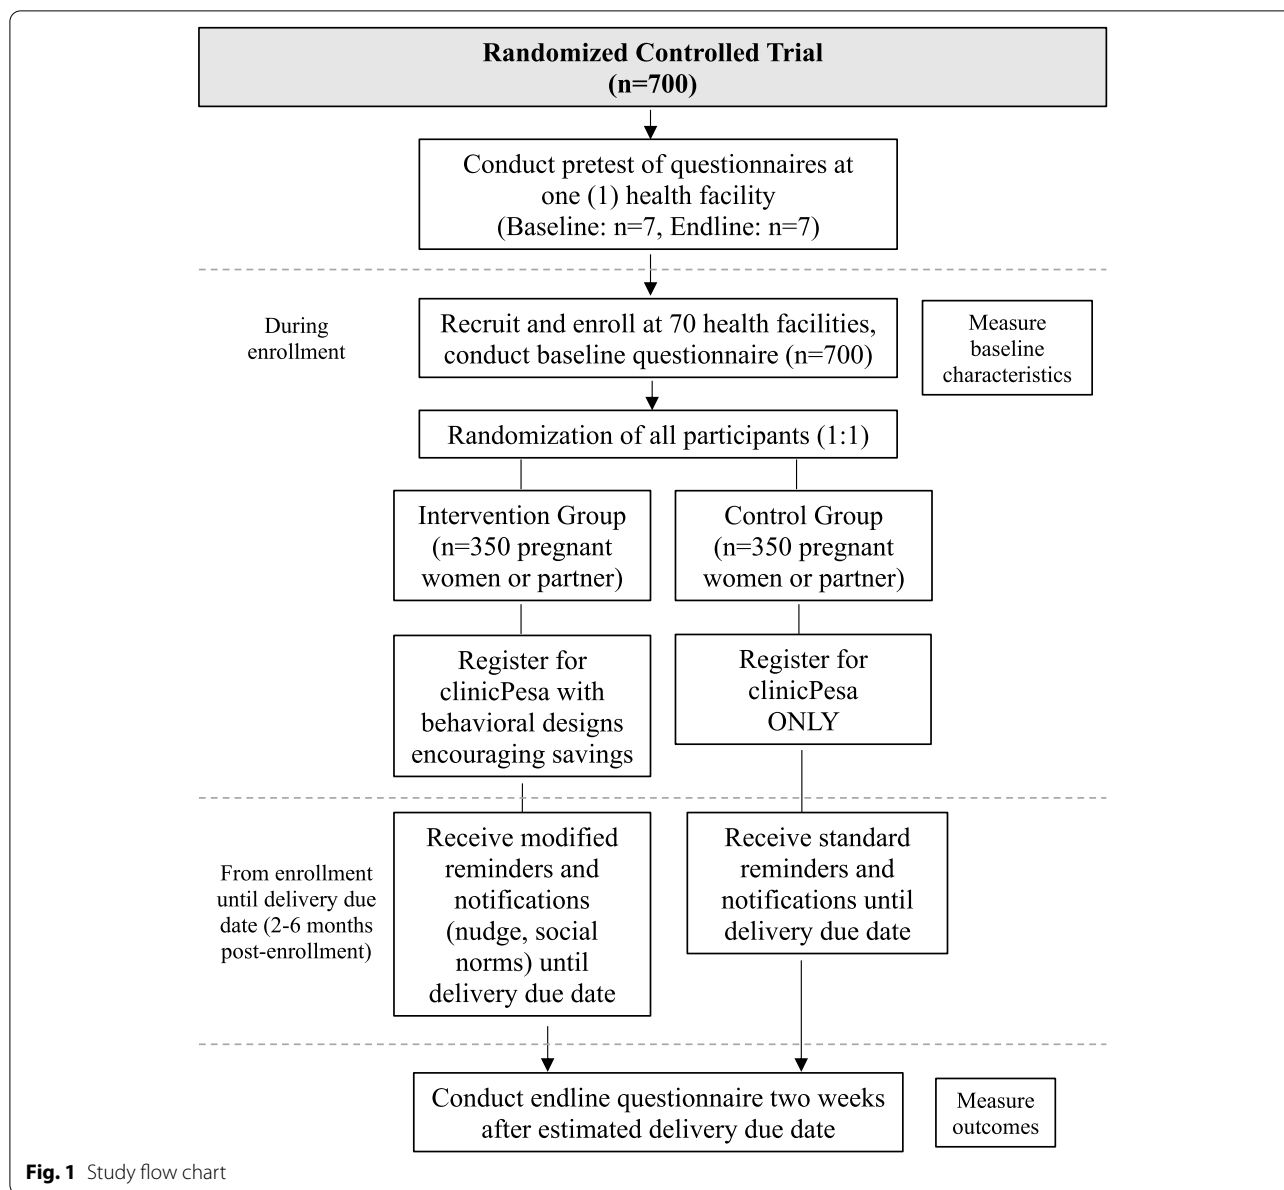 Randomized Controlled Trial
(n=700)
Conduct pretest of questionnaires at
one (1) health facility
(Baseline: n=7, Endline: n=7)
During
enrollment
Recruit and enroll at 70 health facilities,
conduct baseline questionnaire (n=700)
Measure
baseline
characteristics
Randomization of all participants (1:1)
Intervention Group
(n=350 pregnant
women or partner)
Control Group
(n=350 pregnant
women or partner)
Register for
clinicPesa with
behavioral designs
encouraging savings
Register for
clinicPesa
ONLY
From enrollment
until delivery due
date (2-6 months
post-enrollment)
Receive modified
reminders and
notifications
(nudge, social
norms) until
delivery due date
Receive standard
reminders and
notifications until
delivery due date
Conduct endline questionnaire two weeks
after estimated delivery due date
Measure
outcomes
Fig. 1 Study flow chart